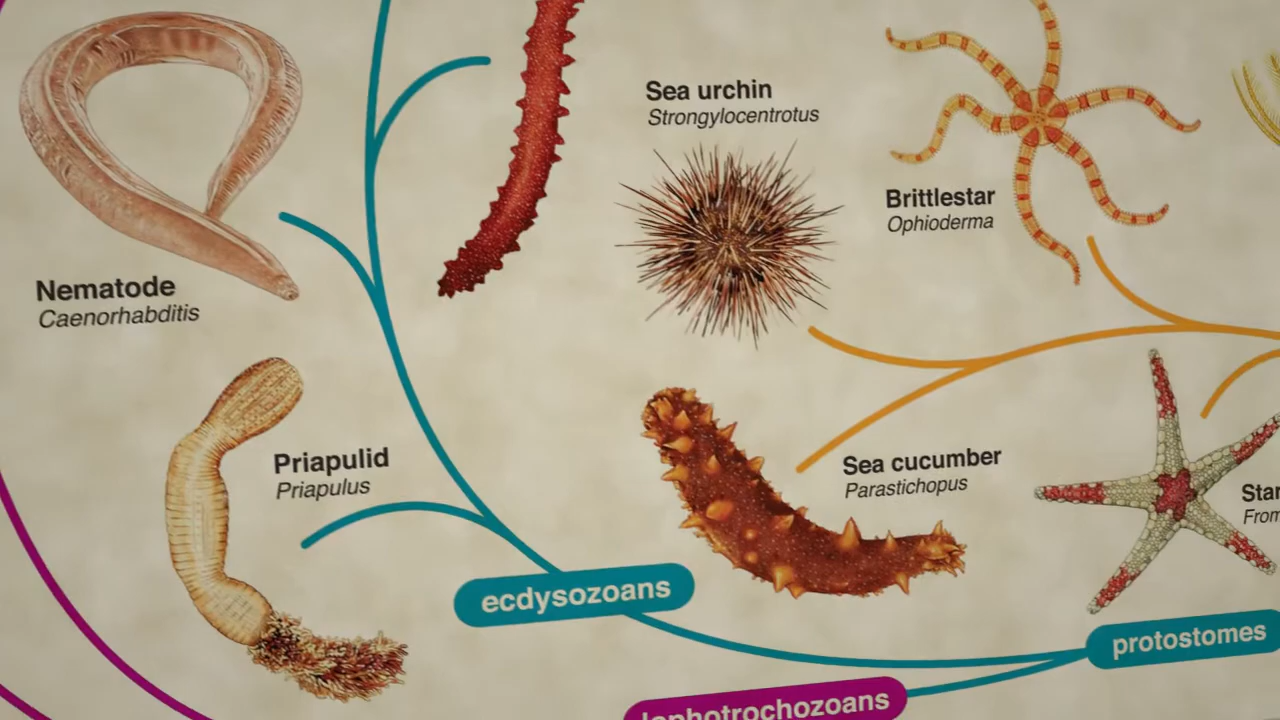 Sea urchin
Strongylocentrotus
Brittlestar
Ophioderma
Nematode
Caenorhabditis
Priapulid
Priapulus
Sea cucumber
Parastichopus
ecdysozoans
protostomes
lophotrochozoans